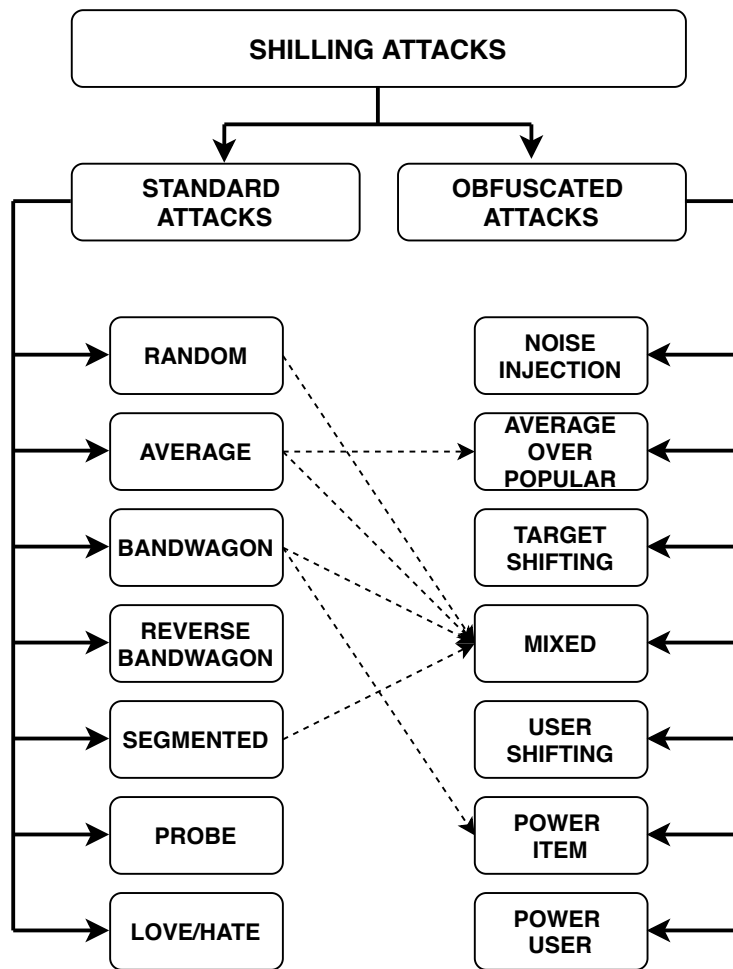 SHILLING ATTACKS
STANDARD
ATTACKS
OBFUSCATED
ATTACKS
RANDOM
AVERAGE
BANDWAGON
REVERSE
BANDWAGON
SEGMENTED
PROBE
LOVE/HATE
NOISE
INJECTION
AVERAGE
OVER
POPULAR
TARGET
SHIFTING
MIXED
USER
SHIFTING
POWER
ITEM
POWER
USER